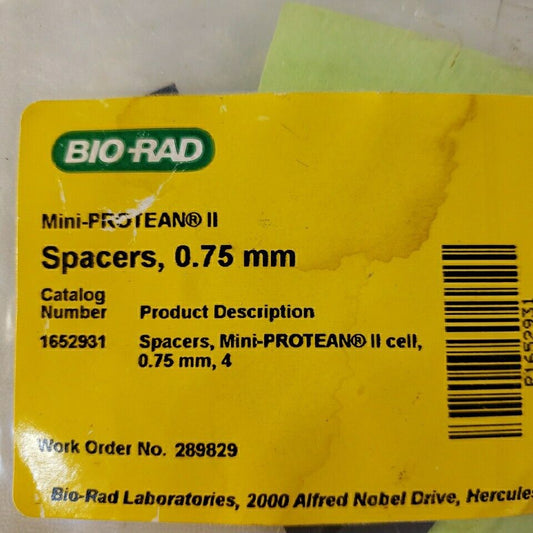 BIO-RAD
Mini-PROTEAN® II
Spacers, 0.75 mm
Catalog
Number Product Description
1652931 Spacers, Mini-PROTEAN® II cell,
0.75 mm, 4
P1652931
Work Order No. 289829
Bio-Rad Laboratories, 2000 Alfred Nobel Drive, Hercules